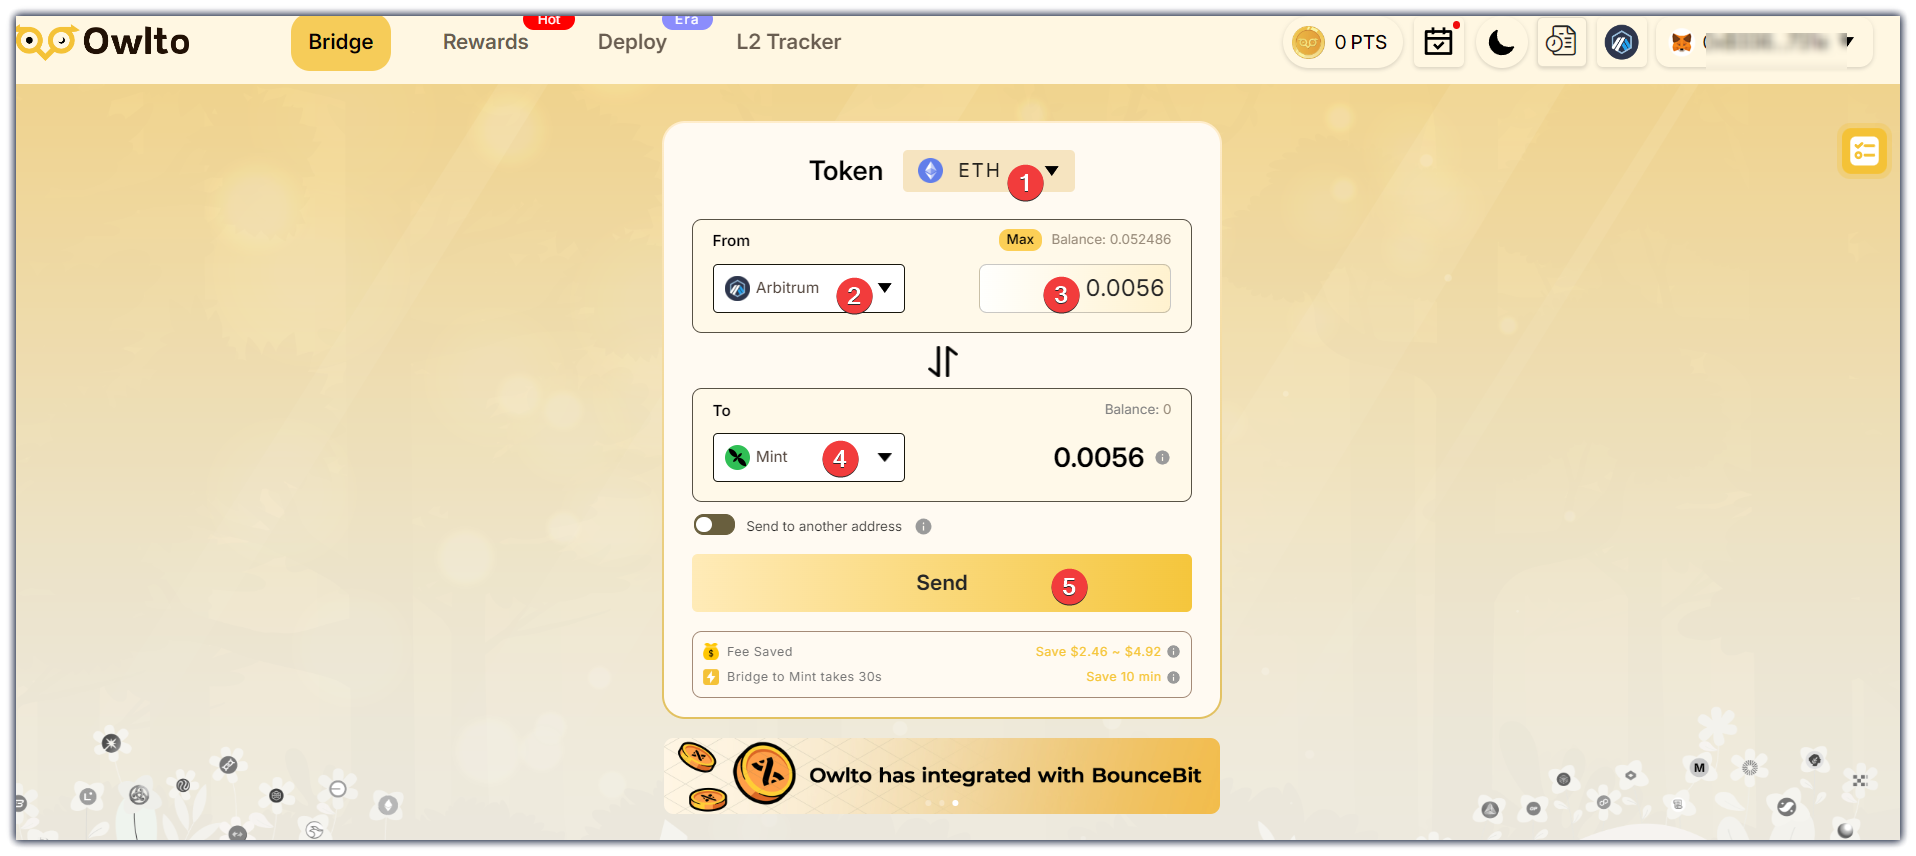 Owlto
Bridge
Rewards
Hot
Deploy
Era
L2 Tracker
0 PTS
Token
ETH
1
From
Max
Balance: 0.052486
Arbitrum
2
3
0.0056
To
Balance: 0
Mint
4
0.0056
Send to another address
Send
5
Fee Saved
Save $2.46 ~ $4.92
Bridge to Mint takes 30s
Save 10 min
Owlto has integrated with BounceBit